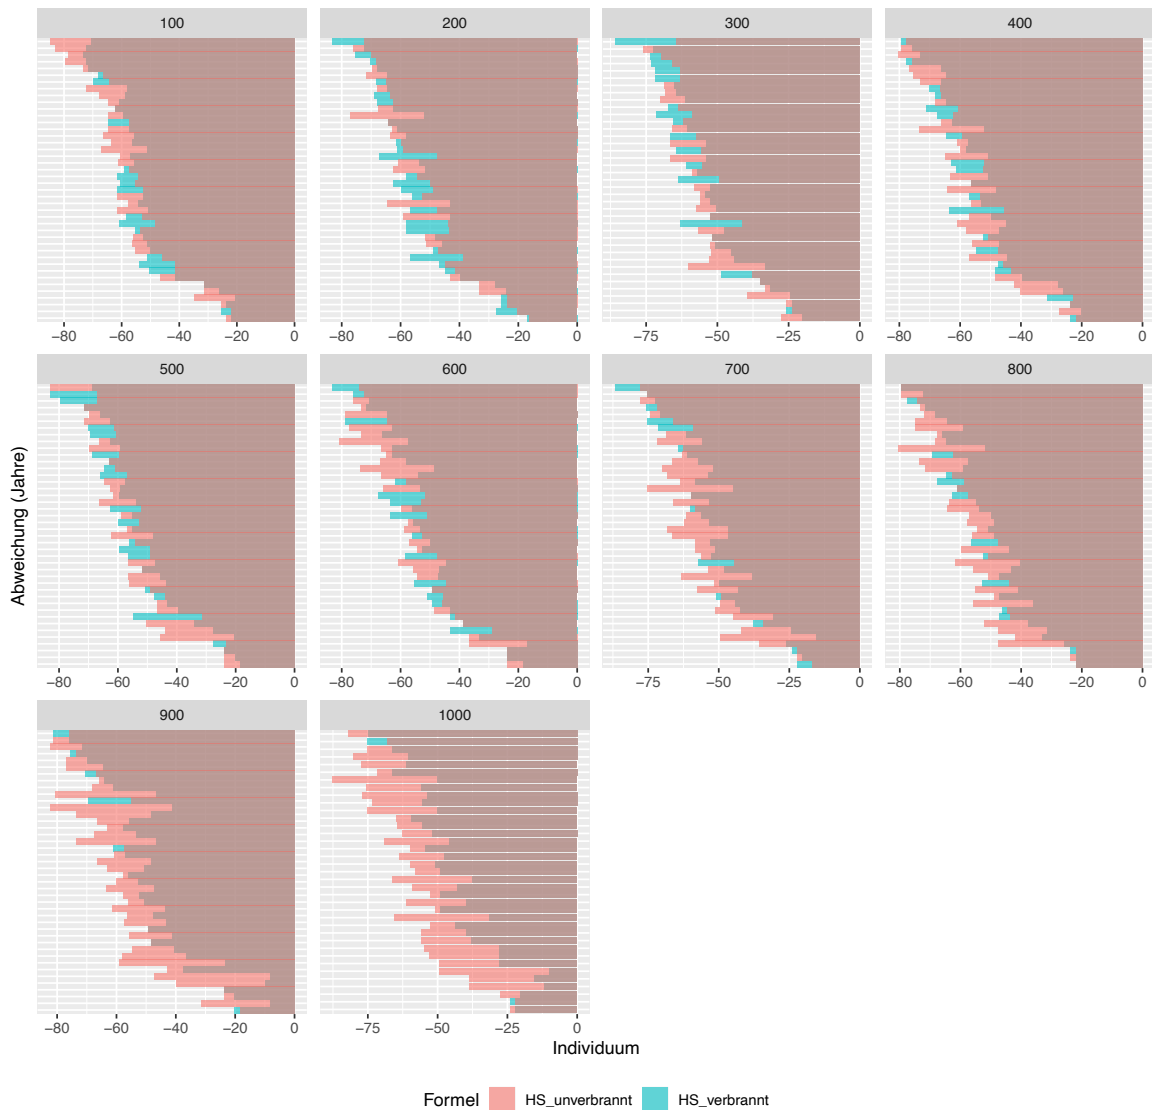 100 200 300 400
−80 −60 −40 −20 0 −80 −60 −40 −20 0 −75 −50 −25 0 −80 −60 −40 −20 0
500 600 700 800
−80 −60 −40 −20 0 −80 −60 −40 −20 0 −75 −50 −25 0 −80 −60 −40 −20 0
Abweichung (Jahre)
900 1000
−80 −60 −40 −20 0 −75 −50 −25 0
Individuum
Formel HS_unverbrannt HS_verbrannt